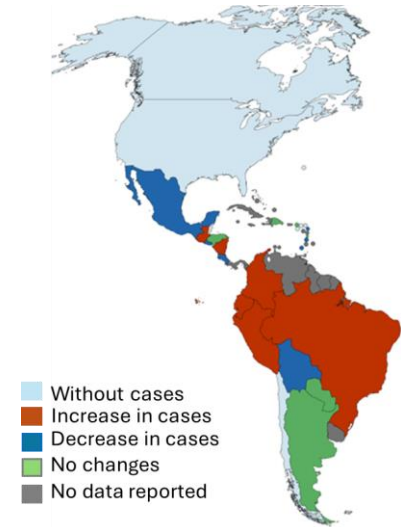 Without cases
Increase in cases
Decrease in cases
No changes
No data reported